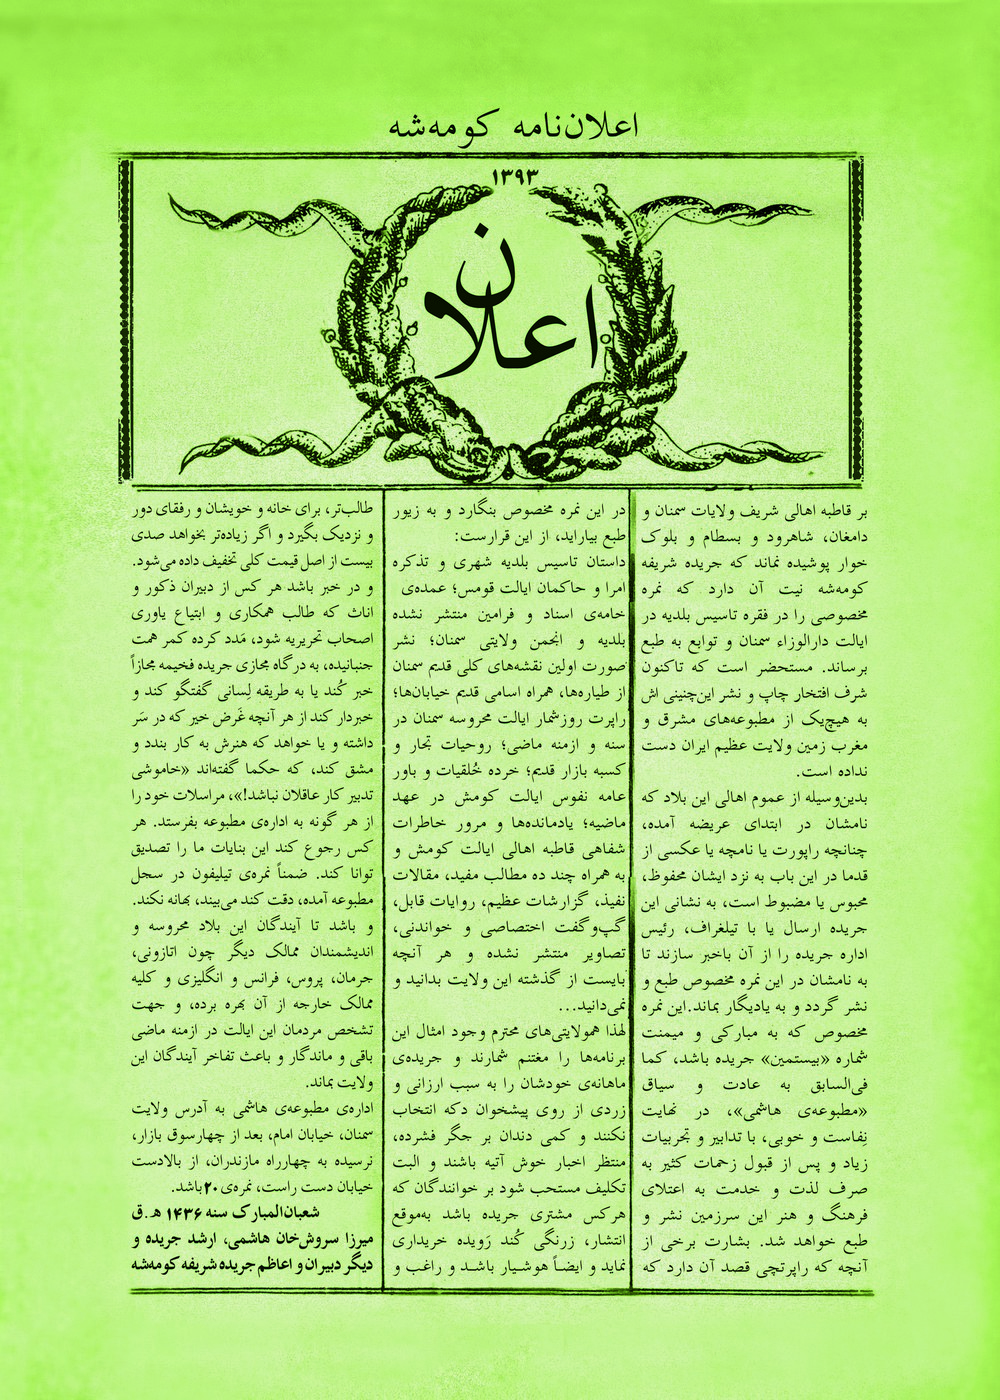 اعلان‌نامه کومه‌شه
۱۳۹۳
اعلان
بر قاطبه اهالی شریف ولایات سمنان و
دامغان، شاهرود و بسطام و بلوک
خوار پوشیده نماند که جریده شریفه
کومه‌شه نیت آن دارد که نمره
مخصوصی را در فقره تاسیس بلدیه در
ایالت دارالوزاء سمنان و توابع به طبع
برساند. مستحضر است که تاکنون
شرف افتخار چاپ و نشر این‌چنینی اش
به هیچ‌یک از مطبوعه‌های مشرق و
مغرب زمین ولایت عظیم ایران دست
نداده است.
بدین‌وسیله از عموم اهالی این بلاد که
نامشان در ابتدای عریضه آمده،
چنانچه راپورت یا نامچه یا عکسی از
قدما در این باب به نزد ایشان محفوظ،
محبوس یا مضبوط است، به نشانی این
جریده ارسال یا با تیلغراف، رئیس
اداره جریده را از آن باخبر سازند تا
به نامشان در این نمره مخصوص طبع و
نشر گردد و به یادیگار بماند.این نمره
مخصوص که به مبارکی و میمنت
شماره «بیستمین» جریده باشد، کما
فی‌السابق به عادت و سیاق
«مطبوعه‌ی هاشمی»، در نهایت
نِفاست و خوبی، با تدابیر و تجربیات
زیاد و پس از قبول زحمات کثیر به
صرف لذت و خدمت به اعتلای
فرهنگ و هنر این سرزمین نشر و
طبع خواهد شد. بشارت برخی از
آنچه که راپرتچی قصد آن دارد که
در این نمره مخصوص بنگارد و به زیور
طبع بیاراید، از این قرارست:
داستان تاسیس بلدیه شهری و تذکره
امرا و حاکمان ایالت قومس؛ عمده‌ی
خامه‌ی اسناد و فرامین منتشر نشده
بلدیه و انجمن ولایتی سمنان؛ نشر
صورت اولین نقشه‌های کلی قدیم سمنان
از طیاره‌ها، همراه اسامی قدیم خیابان‌ها؛
راپرت روزشمار ایالت محروسه سمنان در
سنه و ازمنه ماضی؛ روحیات تجار و
کسبه بازار قدیم؛ خرده خُلقیات و باور
عامه نفوس ایالت کومش در عهد
ماضیه؛ یادمانده‌ها و مرور خاطرات
شفاهی قاطبه اهالی ایالت کومش و
به همراه چند ده مطالب مفید، مقالات
نفیذ، گزارشات عظیم، روایات قابل،
گپ‌وگفت اختصاصی و خواندنی،
تصاویر منتشر نشده و هر آنچه
بایست از گذشته این ولایت بدانید و
نمی‌دانید...
لهذا همولایتی‌های محترم وجود امثال این
برنامه‌ها را مغتنم شمارند و جریده‌ی
ماهانه‌ی خودشان را به سبب ارزانی و
زردی از روی پیشخوان دکه انتخاب
نکنند و کمی دندان بر جگر فشرده،
منتظر اخبار خوش آتیه باشند و البت
تکلیف مستحب شود بر خوانندگان که
هرکس مشتری جریده باشد به‌موقع
انتشار، زرنگی کُند رَویده خریداری
نماید و ایضاً هوشیار باشد و راغب و
طالب‌تر، برای خانه و خویشان و رفقای دور
و نزدیک بگیرد و اگر زیاده‌تر بخواهد صدی
بیست از اصل قیمت کلی تخفیف داده می‌شود.
و در خبر باشد هر کس از دبیران ذکور و
اناث که طالب همکاری و ابتیاع یاوری
اصحاب تحریریه شود، مَدد کرده کمر همت
جنبانیده، به درگاه مجازی جریده فخیمه مجازاً
خبر کُند یا به طریقه لِسانی گفتگو کند و
خبردار کند از هر آنچه غَرض خیر که در سَر
داشته و یا خواهد که هنرش به کار بندد و
مشق کند، که حکما گفته‌اند «خاموشی
تدبیر کار عاقلان نباشد!»، مراسلات خود را
از هر گونه به اداره‌ی مطبوعه بفرستد. هر
کس رجوع کند این بنایات ما را تصدیق
توانا کند. ضمناً نمره‌ی تیلیفون در سجل
مطبوعه آمده، دقت کند می‌بیند، بهانه نکند.
و باشد تا آیندگان این بلاد محروسه و
اندیشمندان ممالک دیگر چون اتازونی،
جرمان، پروس، فرانس و انگلیزی و کلیه
ممالک خارجه از آن بهره برده، و جهت
تشخص مردمان این ایالت در ازمنه ماضی
باقی و ماندگار و باعث تفاخر آیندگان این
ولایت بماند.
اداره‌ی مطبوعه‌ی هاشمی به آدرس ولایت
سمنان، خیابان امام، بعد از چهارسوق بازار،
نرسیده به چهارراه مازندران، از بالادست
خیابان دست راست، نمره‌ی ۲۰ باشد.
شعبان‌المبارک سنه ۱۴۳۶ هـ.ق
میرزا سروش‌خان هاشمی، ارشد جریده و
دیگر دبیران و اعاظم جریده شریفه کومه‌شه